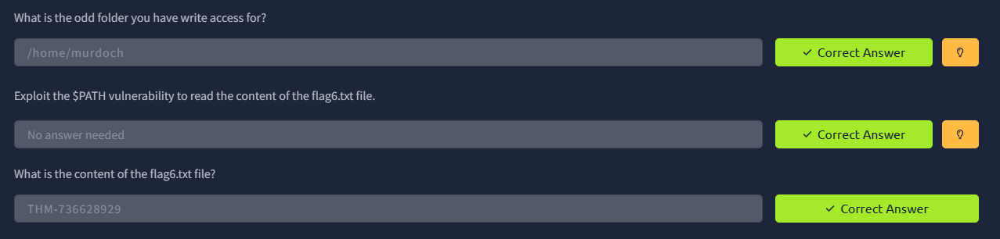 What is the odd folder you have write access for?
/home/murdoch
✓ Correct Answer
Exploit the $PATH vulnerability to read the content of the flag6.txt file.
No answer needed
✓ Correct Answer
What is the content of the flag6.txt file?
THM-736628929
✓ Correct Answer